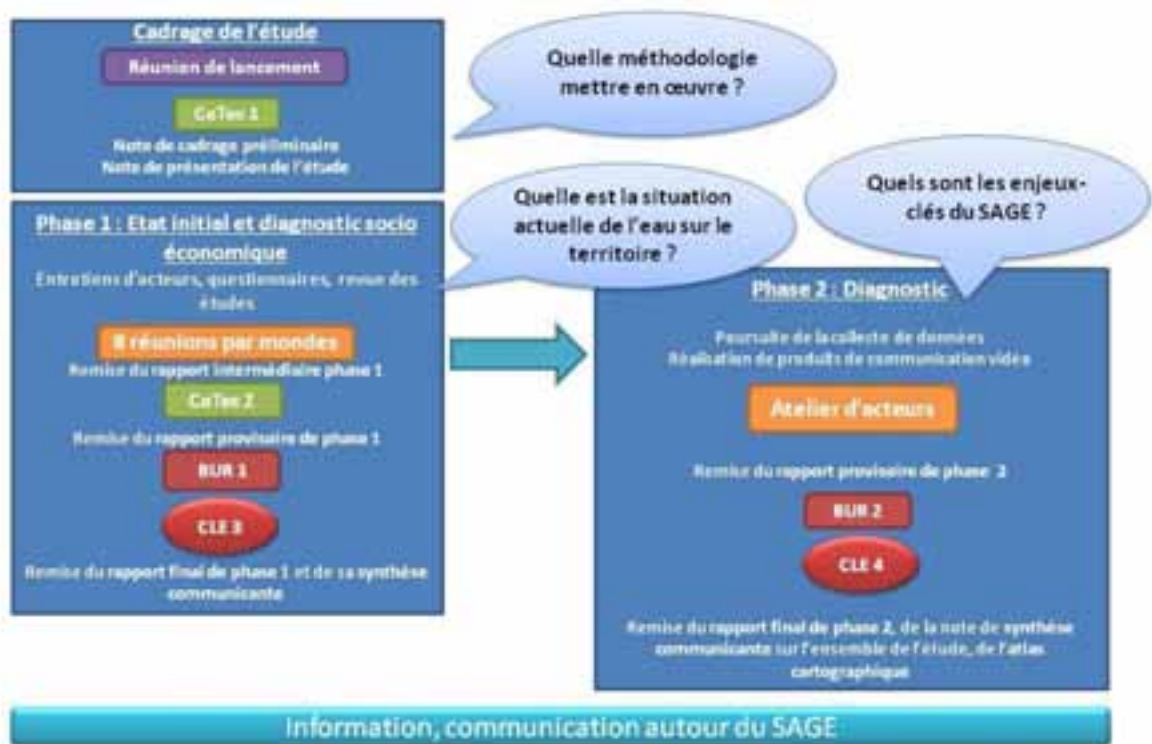 Cadrage de l'étude
Réunion de lancement
CoTec 1
Note de cadrage préliminaire
Note de présentation de l'étude
Quelle méthodologie
mettre en œuvre ?
Phase 1 : Etat initial et diagnostic socio
économique
Entretiens d'acteurs, questionnaires, revue des
études
8 réunions par mondes
Remise du rapport intermédiaire phase 1
CoTec 2
Remise du rapport provisoire de phase 1
BUR 1
CLE 3
Remise du rapport final de phase 1 et de sa synthèse
communicante
Quelle est la situation
actuelle de l'eau sur le
territoire ?
Quels sont les enjeux-
clés du SAGE ?
Phase 2 : Diagnostic
Poursuite de la collecte de données
Réalisation de produits de communication vidéo
Atelier d'acteurs
Remise du rapport provisoire de phase
BUR 2
CLE 4
Remise du rapport final de phase 2, de la note de synthèse
communicante sur l'ensemble de l'étude, de l'atlas
cartographique
Information, communication autour du SAGE